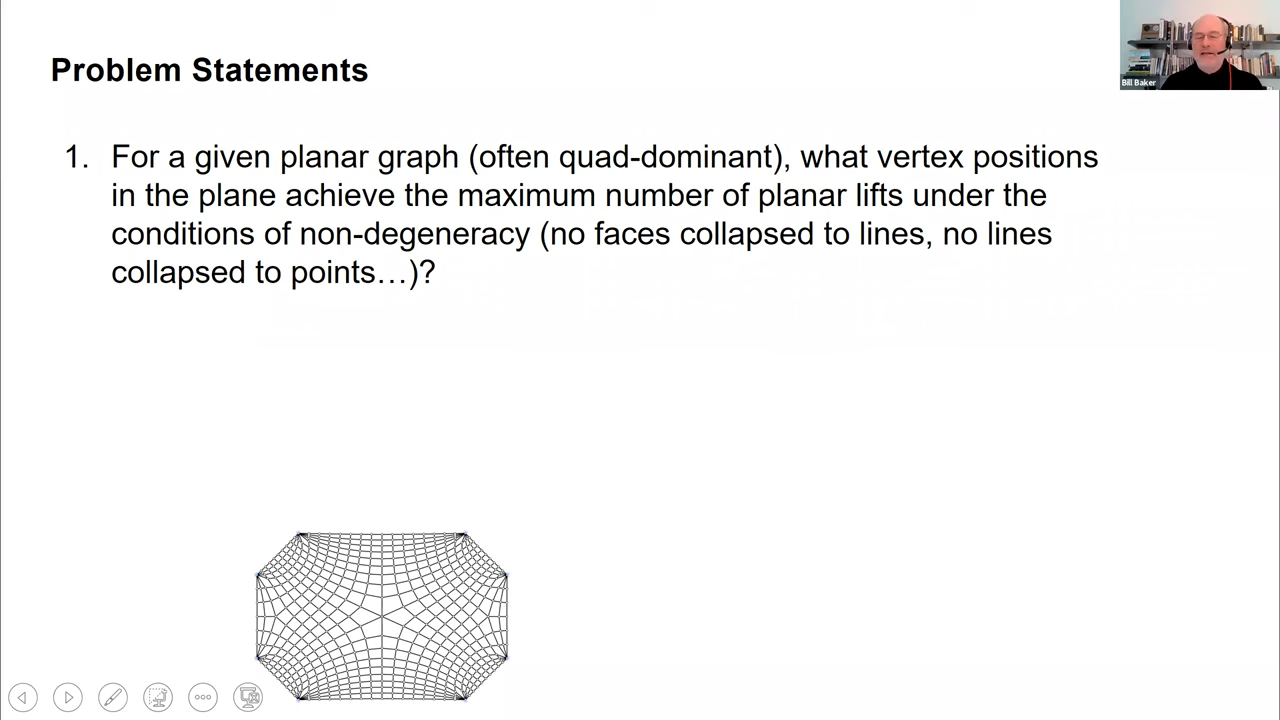 Problem Statements
Bill Baker
1. For a given planar graph (often quad-dominant), what vertex positions
in the plane achieve the maximum number of planar lifts under the
conditions of non-degeneracy (no faces collapsed to lines, no lines
collapsed to points…)?